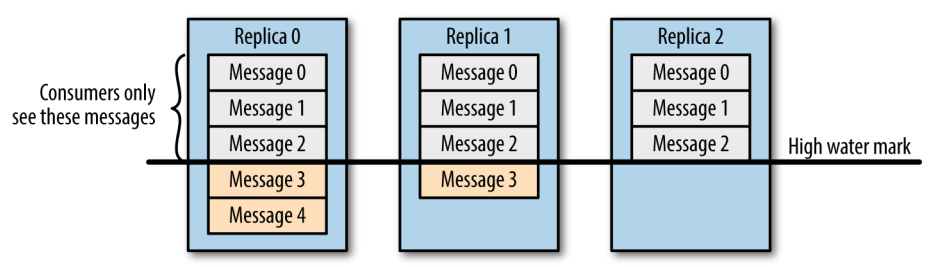 Replica 0
Replica 1
Replica 2
Consumers only
see these messages
Message 0
Message 1
Message 2
Message 3
Message 4
Message 0
Message 1
Message 2
Message 3
Message 0
Message 1
Message 2
High water mark